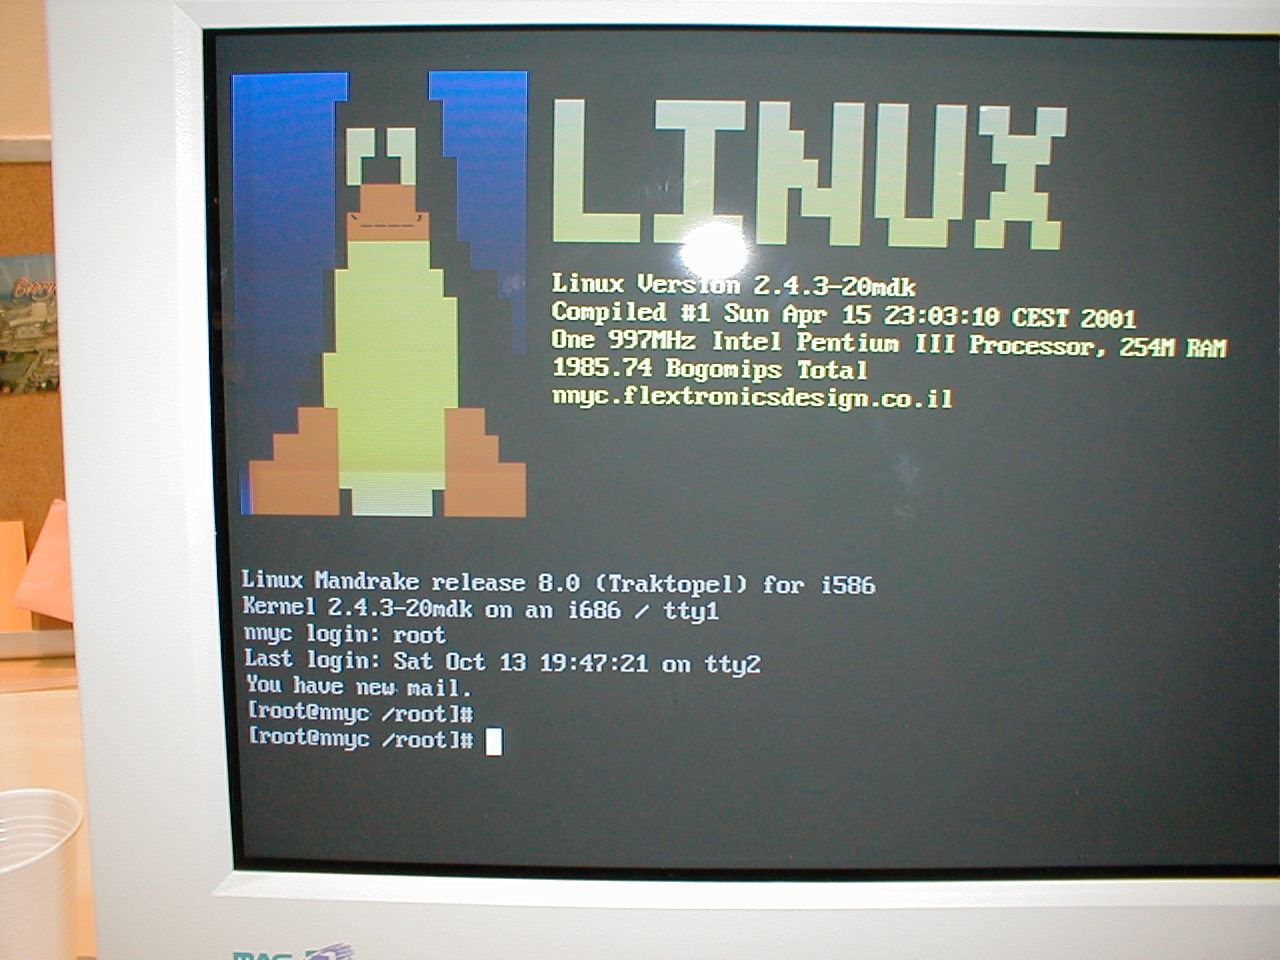 LINUX
Linux Version 2.4.3-20mdk
Compiled #1 Sun Apr 15 23:03:10 CEST 2001
One 997MHz Intel Pentium III Processor, 254M RAM
1985.74 Bogomips Total
nnyc.flextronicsdesign.co.il
Linux Mandrake release 8.0 (Traktopel) for i586
Kernel 2.4.3-20mdk on an i686 / tty1
nnyc login: root
Last login: Sat Oct 13 19:47:21 on tty2
You have new mail.
[root@nnyc /root]#
[root@nnyc /root]#
MAG